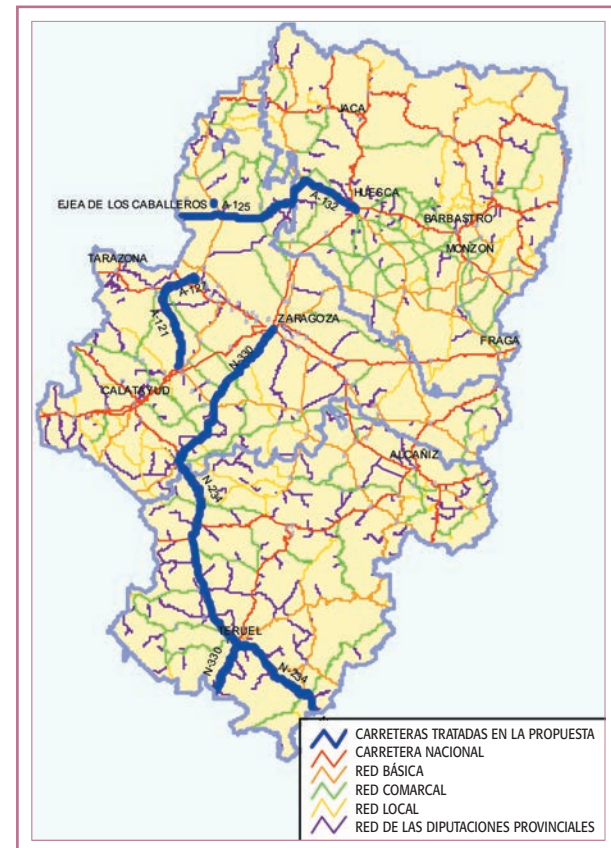 JACA
EJEA DE LOS CABALLEROS
A-125
A-132
HUESCA
BARBASTRO
MONZON
TARAZONA
A-127
A-121
ZARAGOZA
N-330
FRAGA
CALATAYUD
ALCAÑIZ
N-234
TERUEL
N-330
N-234
CARRETERAS TRATADAS EN LA PROPUESTA
CARRETERA NACIONAL
RED BÁSICA
RED COMARCAL
RED LOCAL
RED DE LAS DIPUTACIONES PROVINCIALES